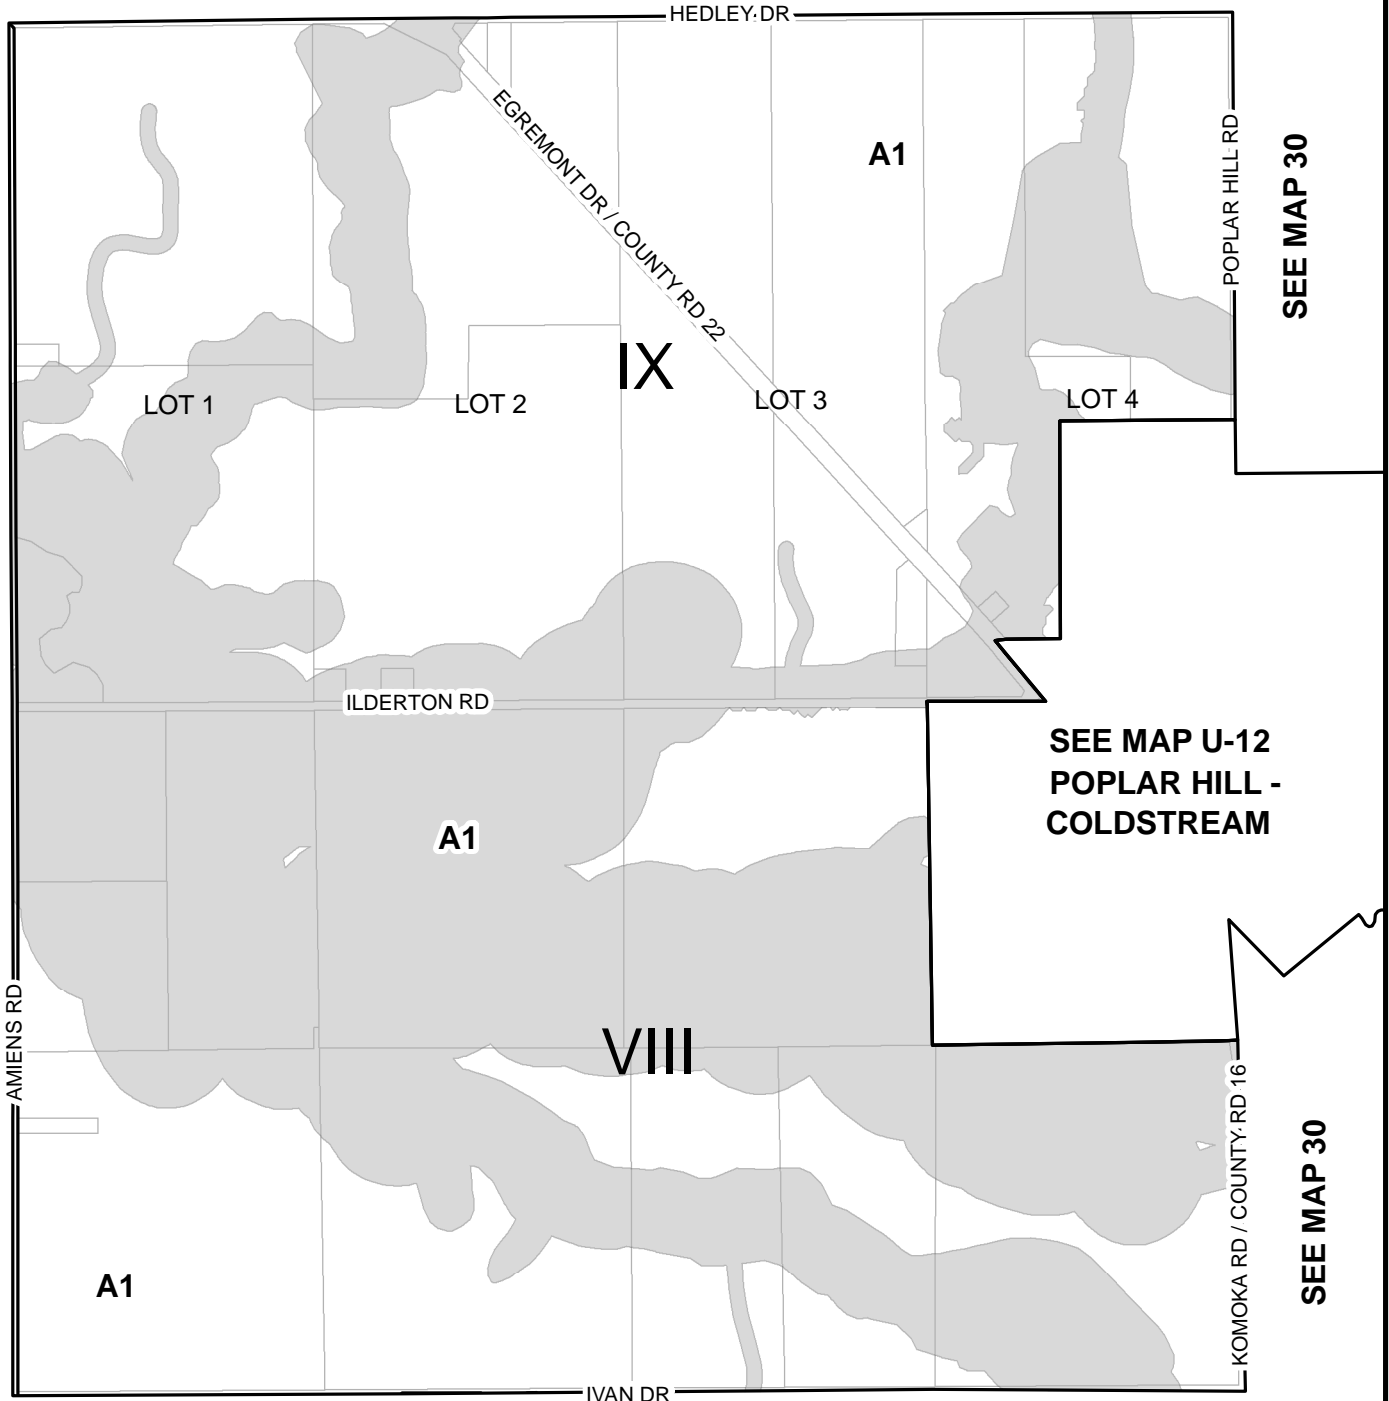 HEDLEY DR
EGREMONT DR / COUNTY RD 22
A1
POPLAR HILL RD
SEE MAP 30
IX
LOT 1
LOT 2
LOT 3
LOT 4
ILDERTON RD
SEE MAP U-12
POPLAR HILL -
COLDSTREAM
A1
AMIENS RD
VIII
KOMOKA RD / COUNTY RD 16
SEE MAP 30
A1
IVAN DR